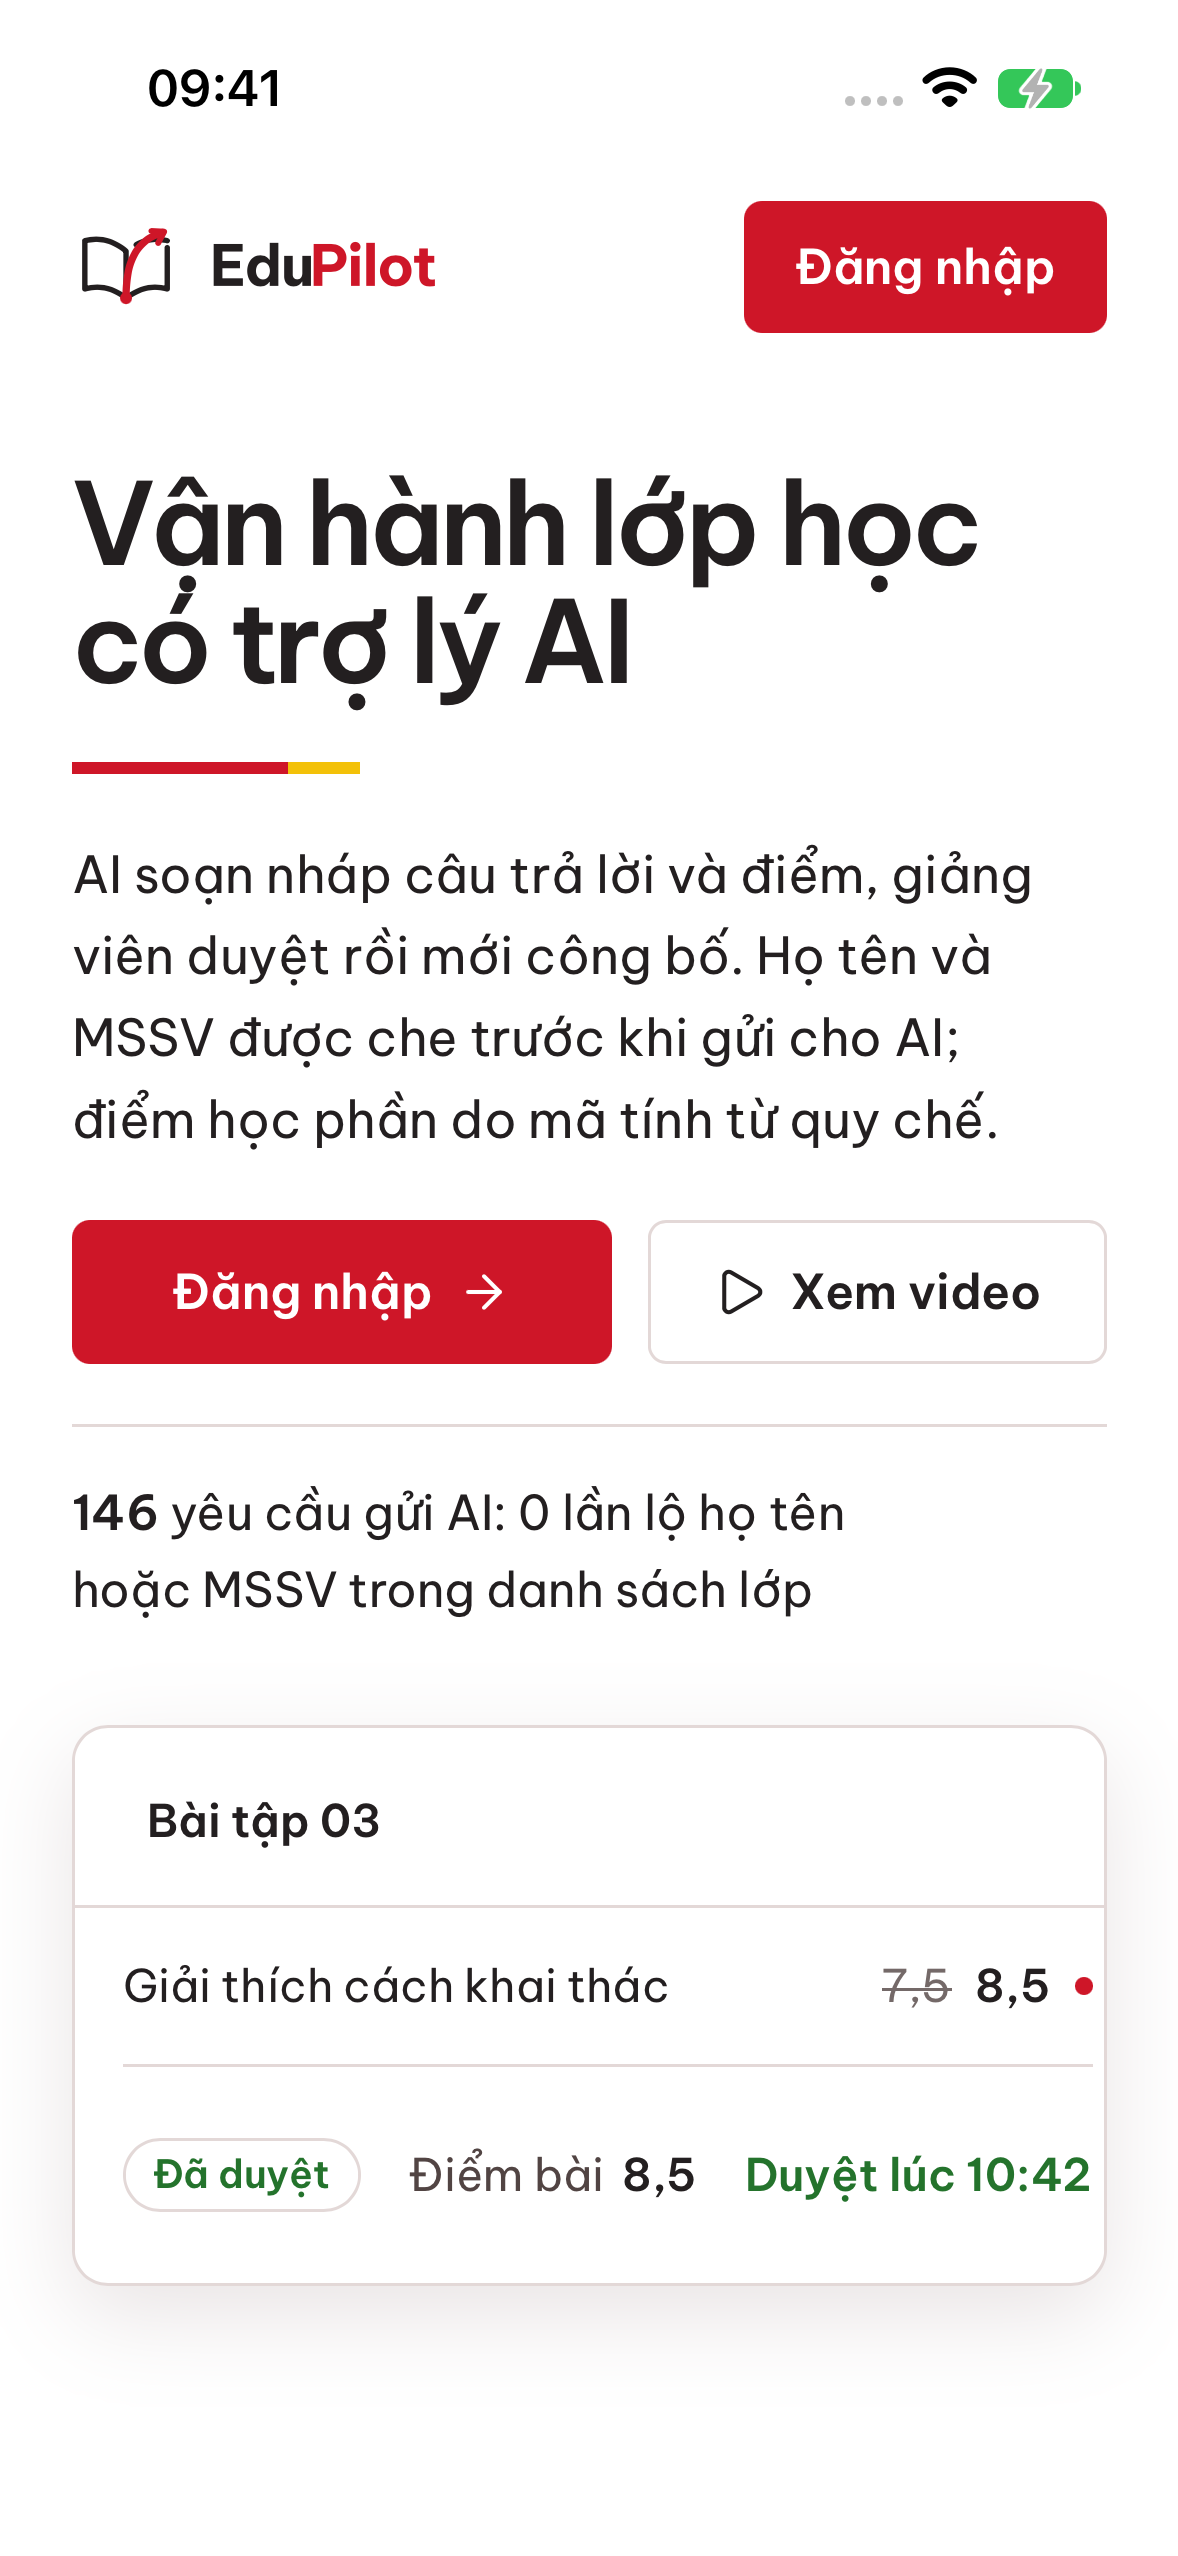 09:41
EduPilot
Đăng nhập
Vận hành lớp học
có trợ lý AI
AI soạn nháp câu trả lời và điểm, giảng
viên duyệt rồi mới công bố. Họ tên và
MSSV được che trước khi gửi cho AI;
điểm học phần do mã tính từ quy chế.
Đăng nhập
Xem video
146 yêu cầu gửi AI: 0 lần lộ họ tên
hoặc MSSV trong danh sách lớp
Bài tập 03
Giải thích cách khai thác 7,5 8,5
Đã duyệt Điểm bài 8,5 Duyệt lúc 10:42